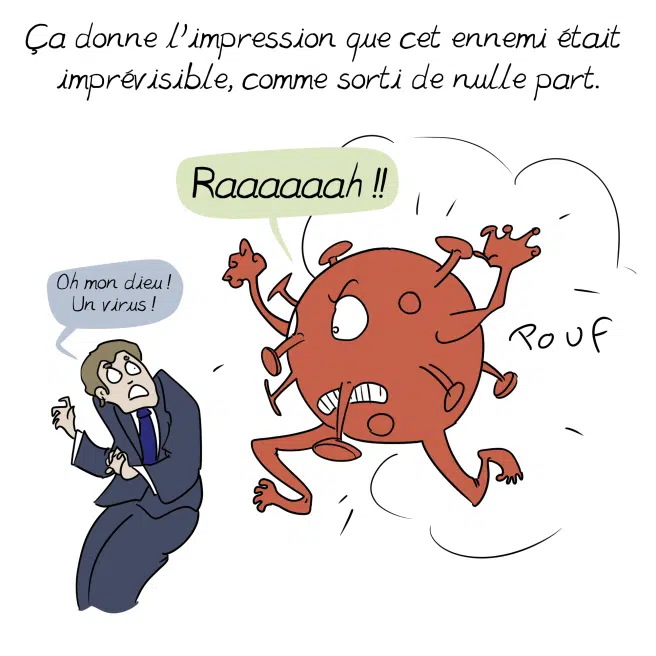 Ça donne l'impression que cet ennemi était
imprévisible, comme sorti de nulle part.
Raaaaaah !!
Oh mon dieu !
Un virus !
POUF